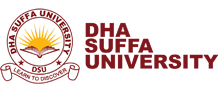 DHA SUFFA UNIVERSITY
DSU
LEARN TO DISCOVER
DHA
SUFFA
UNIVERSITY